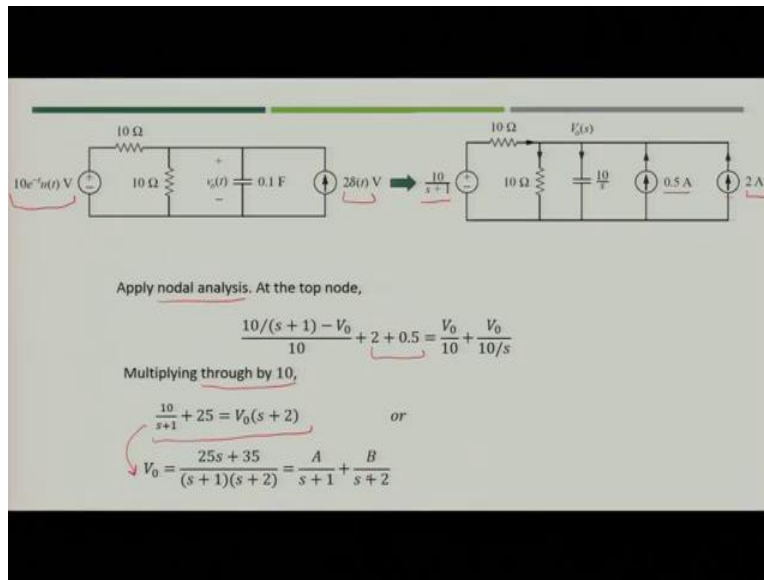 10 Ω
10 Ω
V₀(s)
10e⁻ᵗu(t) V
10 Ω
+
v₀(t)
−
0.1 F
2δ(t) V
10/(s + 1)
10 Ω
10/s
0.5 A
2 A
Apply nodal analysis. At the top node,
(10/(s + 1) − V₀)/10 + 2 + 0.5 = V₀/10 + V₀/(10/s)
Multiplying through by 10,
10/(s+1) + 25 = V₀(s + 2) or
V₀ = (25s + 35)/((s + 1)(s + 2)) = A/(s + 1) + B/(s + 2)